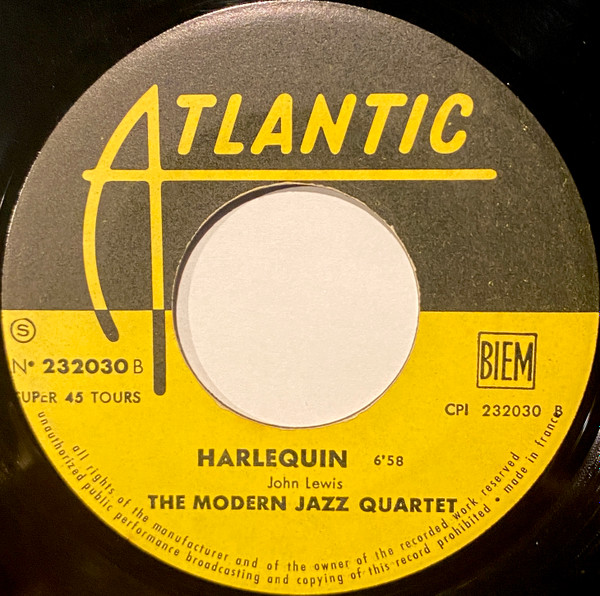 ATLANTIC
S
N• 232030 B
SUPER 45 TOURS
BIEM
CPI 232030 B
HARLEQUIN 6'58
John Lewis
THE MODERN JAZZ QUARTET
all rights of the manufacturer and of the owner of the recorded work reserved
unauthorized public performance broadcasting and copying of this record prohibited • made in france